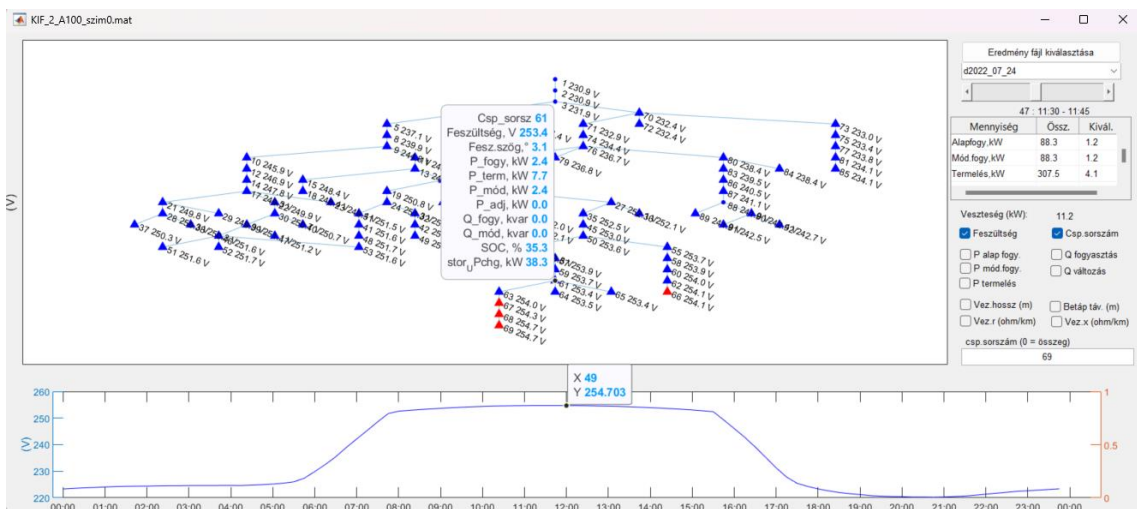 KIF_2_A100_szim0.mat
1 230.9 V
2 230.9 V
3 231.9 V
70 232.4 V
72 232.4 V
71 232.9 V
74 234.4 V
76 236.7 V
79 236.8 V
73 233.0 V
75 233.4 V
77 233.8 V
81 234.1 V
85 234.1 V
5 237.1 V
8 239.9 V
10 245.9 V
12 246.9 V
14 247.8 V
15 248.4 V
19 250.8 V
21 249.8 V
37 250.3 V
51 251.6 V
52 251.7 V
41 251.5 V
48 251.7 V
53 251.6 V
80 238.4 V
84 238.4 V
83 239.5 V
86 240.5 V
87 241.1 V
35 252.5 V
45 253.0 V
50 253.6 V
55 253.7 V
58 253.9 V
60 254.0 V
62 254.1 V
66 254.1 V
59 253.7 V
61 253.4 V
63 254.0 V
64 253.5 V
65 253.4 V
67 254.3 V
68 254.7 V
69 254.7 V
Csp_sorsz 61
Feszültség, V 253.4
Fesz.szög,° 3.1
P_fogy, kW 2.4
P_term, kW 7.7
P_mód, kW 2.4
P_adj, kW 0.0
Q_fogy, kvar 0.0
Q_mód, kvar 0.0
SOC, % 35.3
stor_UPchg, kW 38.3
(V)
Eredmény fájl kiválasztása
d2022_07_24
47 : 11:30 - 11:45
Mennyiség Össz. Kivál.
Alapfogy,kW 88.3 1.2
Mód.fogy,kW 88.3 1.2
Termelés,kW 307.5 4.1
Veszteség (kW): 11.2
Feszültség Csp.sorszám
P alap fogy. Q fogyasztás
P mód.fogy. Q változás
P termelés
Vez.hossz (m) Betáp táv. (m)
Vez.r (ohm/km) Vez.x (ohm/km)
csp.sorszám (0 = összeg)
69
X 49
Y 254.703
260
250
240
230
220
(V)
1
0.5
0
00:00 01:00 02:00 03:00 04:00 05:00 06:00 07:00 08:00 09:00 10:00 11:00 12:00 13:00 14:00 15:00 16:00 17:00 18:00 19:00 20:00 21:00 22:00 23:00 00:00